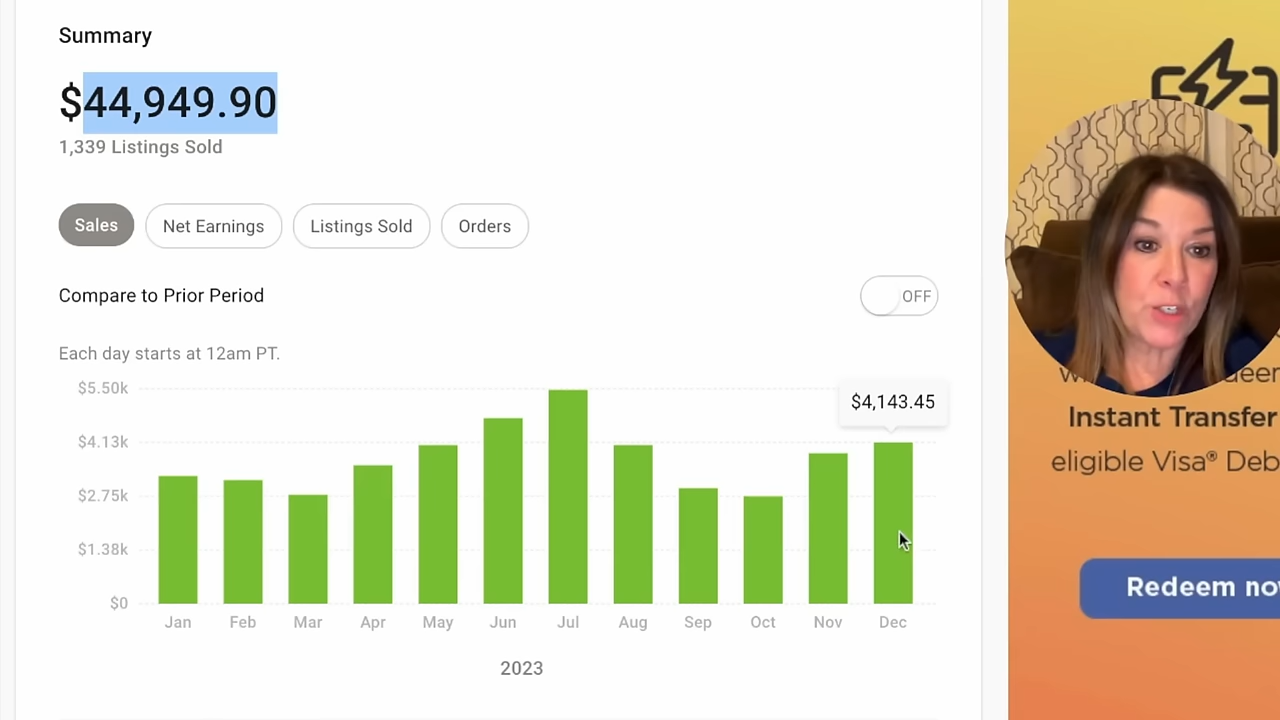 Summary
$44,949.90
1,339 Listings Sold
Sales Net Earnings Listings Sold Orders
Compare to Prior Period OFF
Each day starts at 12am PT.
$5.50k
$4,143.45
$4.13k
$2.75k
$1.38k
$0
Jan Feb Mar Apr May Jun Jul Aug Sep Oct Nov Dec
2023
Instant Transfer
eligible Visa®
Redeem